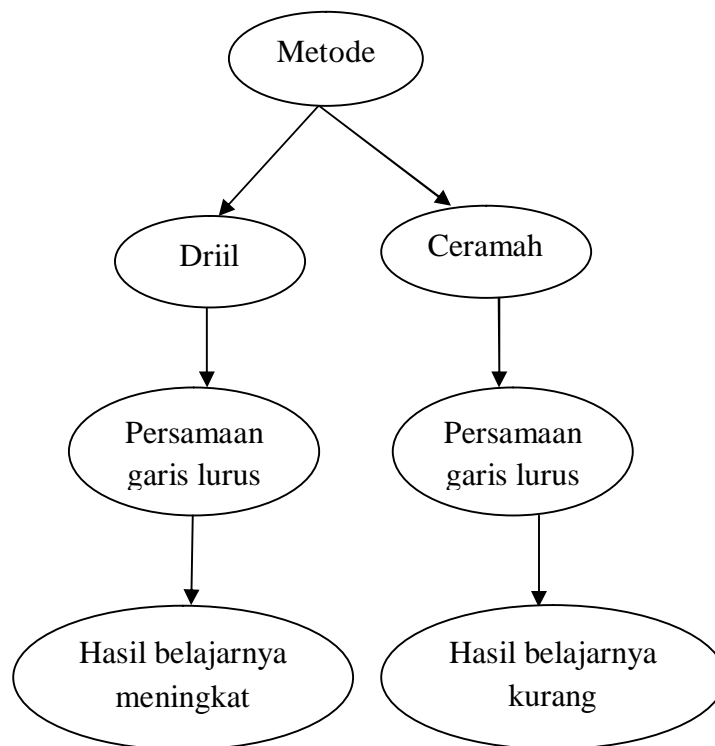 Metode
Driil
Ceramah
Persamaan
garis lurus
Persamaan
garis lurus
Hasil belajarnya
meningkat
Hasil belajarnya
kurang